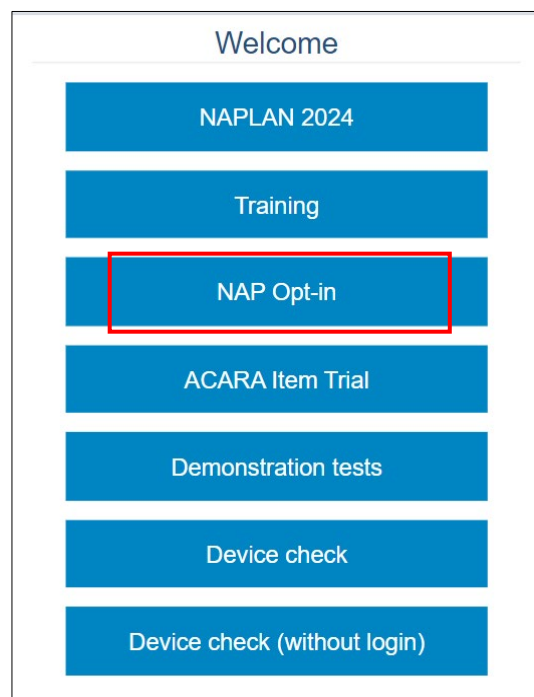 Welcome
NAPLAN 2024
Training
NAP Opt-in
ACARA Item Trial
Demonstration tests
Device check
Device check (without login)